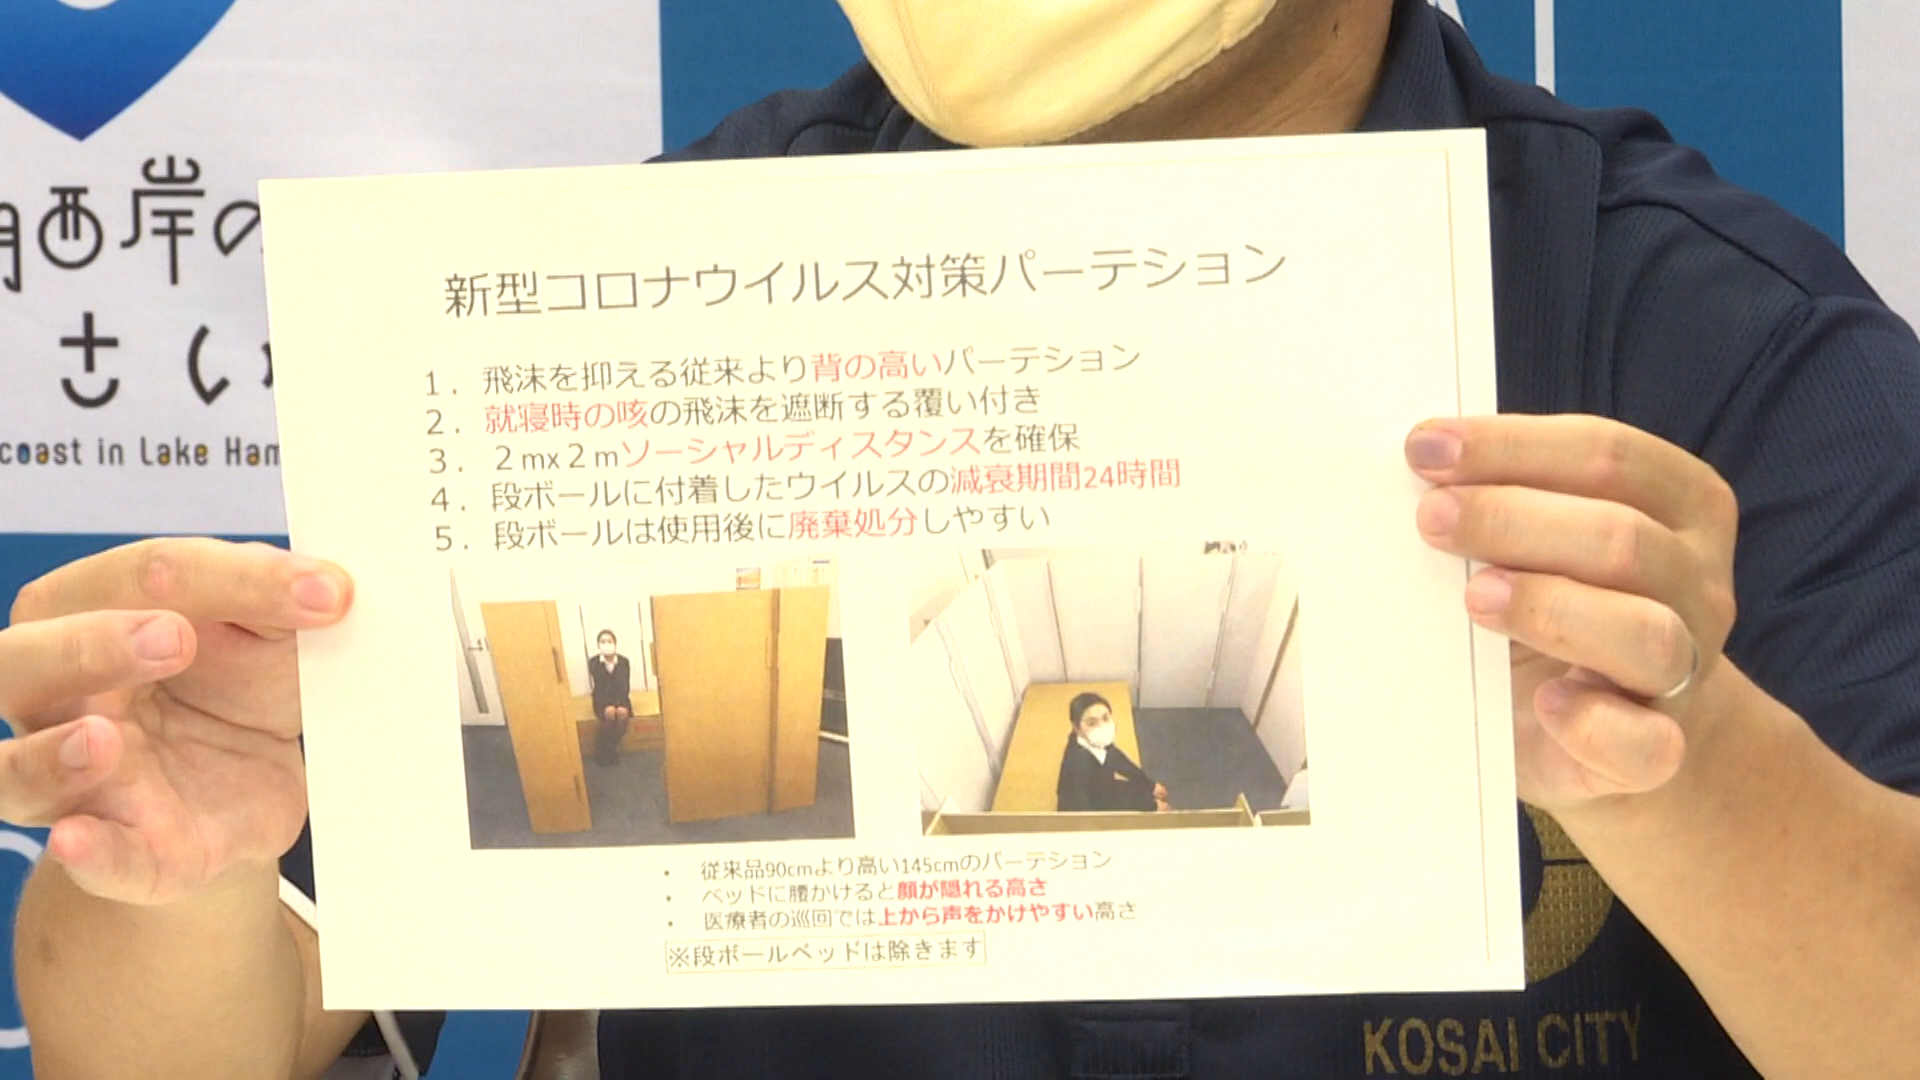 西岸の
さい
coast in Lake Ham
新型コロナウイルス対策パーテション
1. 飛沫を抑える従来より背の高いパーテション
2. 就寝時の咳の飛沫を遮断する覆い付き
3. 2mx2mソーシャルディスタンスを確保
4. 段ボールに付着したウイルスの減衰期間24時間
5. 段ボールは使用後に廃棄処分しやすい
• 従来品90cmより高い145cmのパーテション
• ベッドに腰かけると顔が隠れる高さ
• 医療者の巡回では上から声をかけやすい高さ
※段ボールベッドは除きます
KOSAI CITY